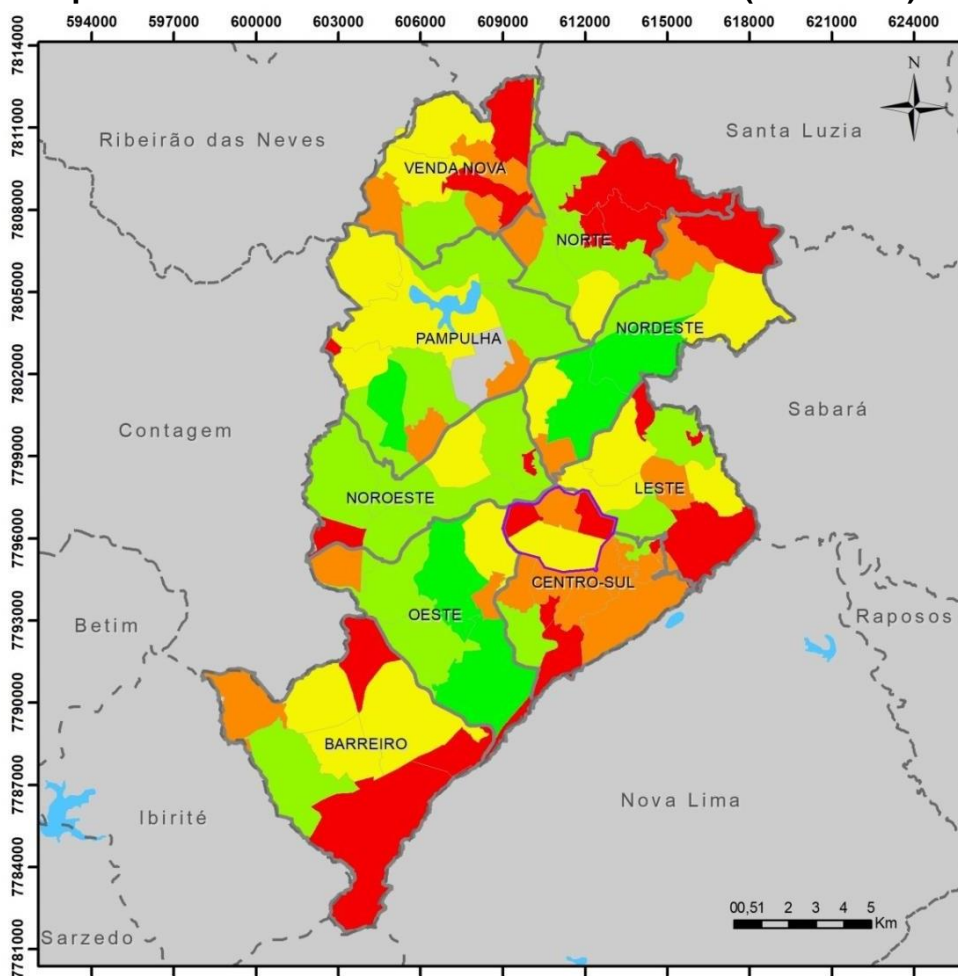 594000 597000 600000 603000 606000 609000 612000 615000 618000 621000 624000
7814000
N
Santa Luzia
Ribeirão das Neves
7811000
VENDA NOVA
7808000
NORTE
7805000
NORDESTE
PAMPULHA
7802000
Sabará
Contagem
7799000
LESTE
NOROESTE
7796000
CENTRO-SUL
OESTE
7793000
Betim
Raposos
7790000
BARREIRO
7787000
Nova Lima
Ibirité
7784000
00,51 2 3 4 5
Km
Sarzedo
7781000